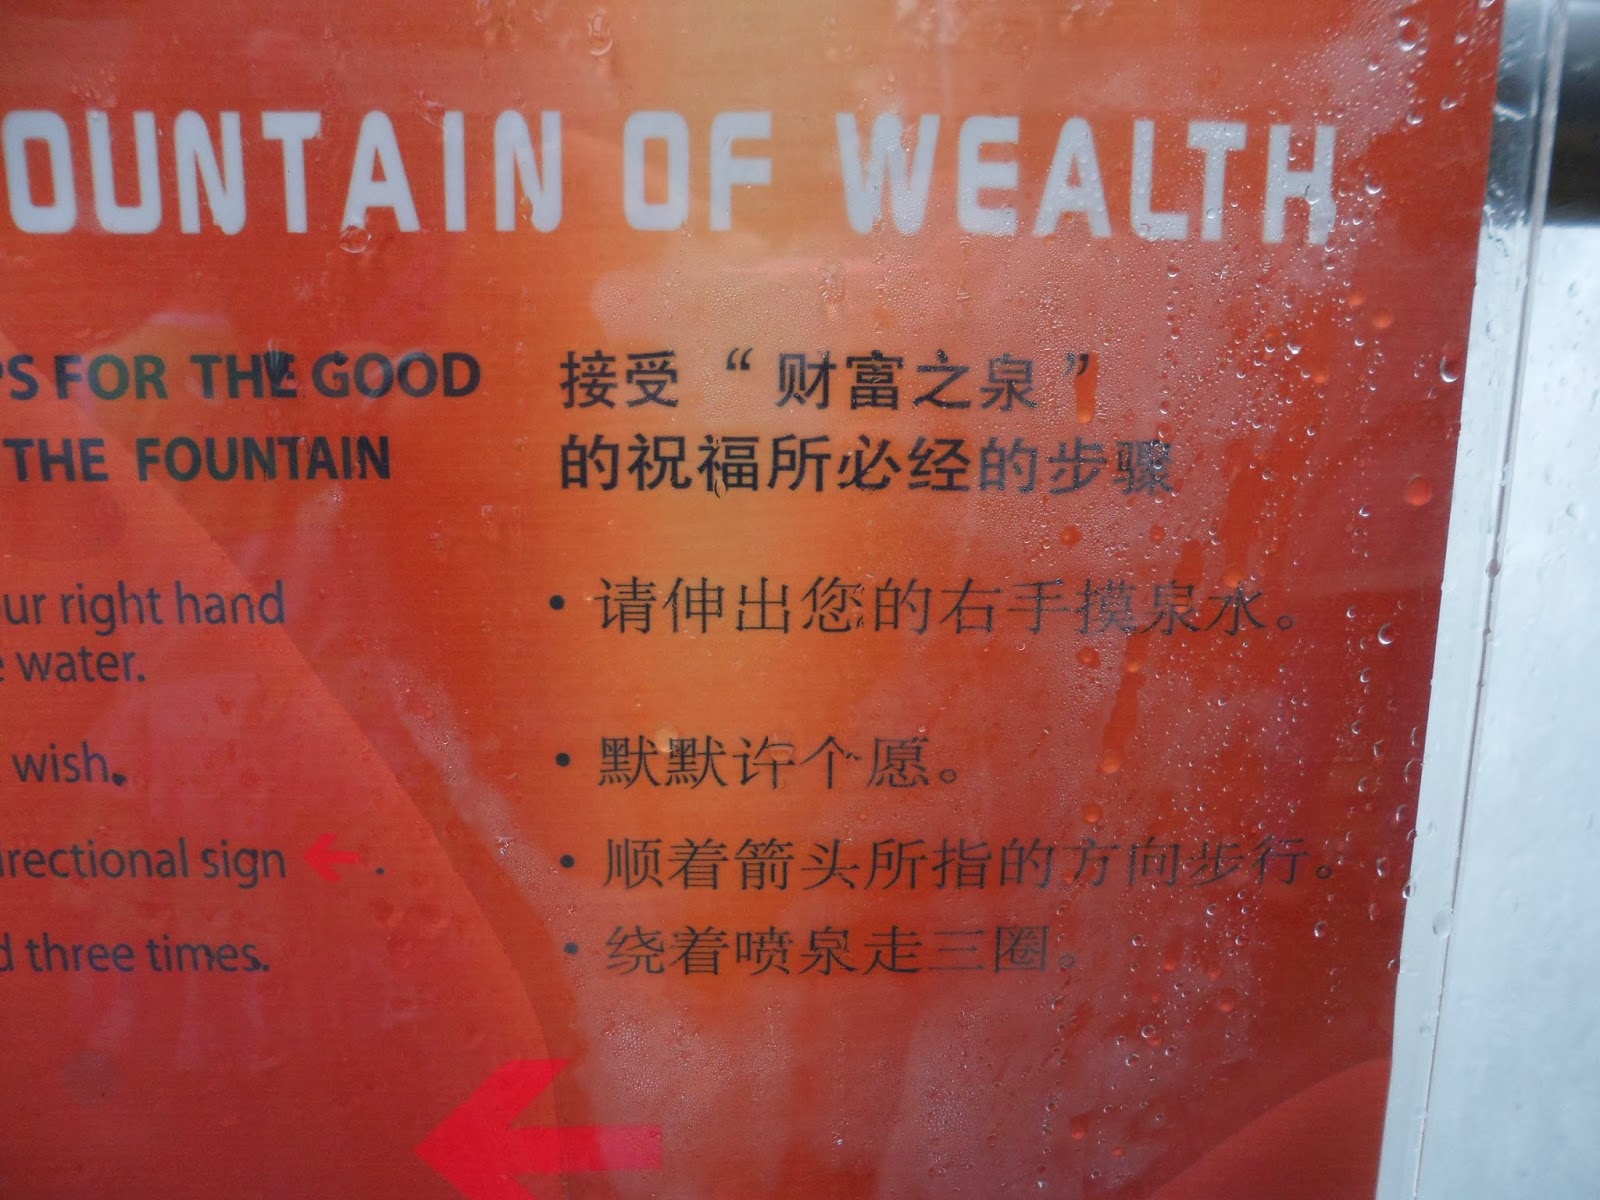 OUNTAIN OF WEALTH
PS FOR THE GOOD
THE FOUNTAIN
our right hand
e water.
wish.
irectional sign ← .
d three times.
接受 “财富之泉”
的祝福所必经的步骤
• 请伸出您的右手摸泉水。
• 默默许个愿。
• 顺着箭头所指的方向步行。
• 绕着喷泉走三圈。